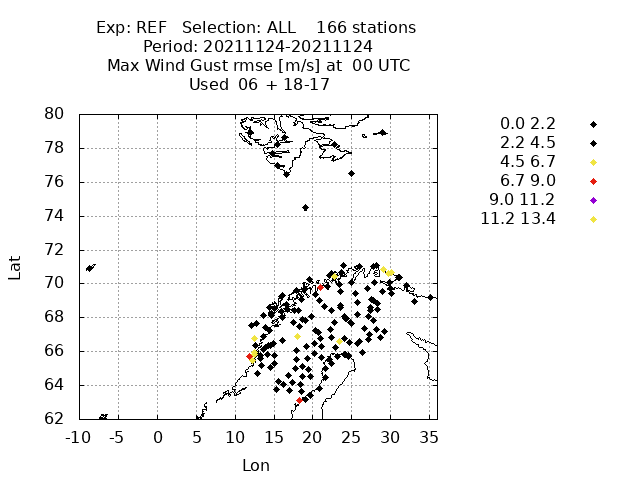 Exp: REF   Selection: ALL    166 stations
Period: 20211124-20211124
Max Wind Gust rmse [m/s] at  00 UTC
Used  06 + 18-17
0.0 2.2
2.2 4.5
4.5 6.7
6.7 9.0
9.0 11.2
11.2 13.4
80
78
76
74
72
70
68
66
64
62
Lat
-10 -5 0 5 10 15 20 25 30 35
Lon